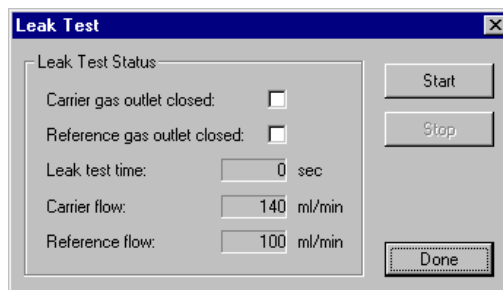 Leak Test
Leak Test Status
Carrier gas outlet closed:
Reference gas outlet closed:
Leak test time: 0 sec
Carrier flow: 140 ml/min
Reference flow: 100 ml/min
Start
Stop
Done